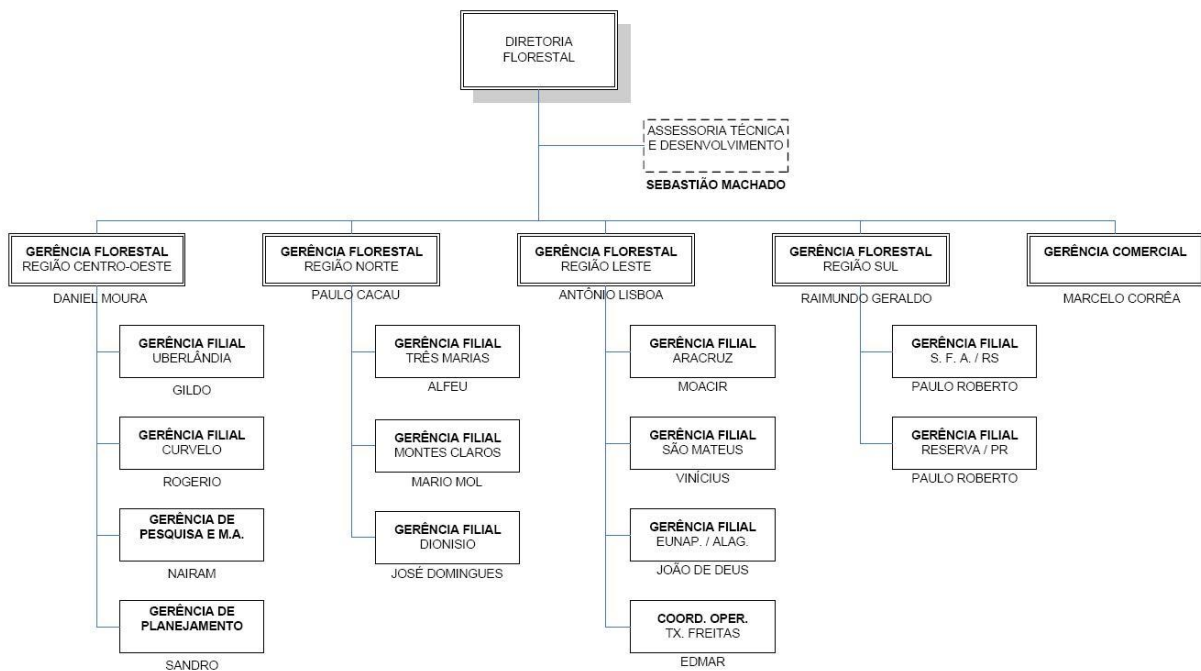 DIRETORIA
FLORESTAL
ASSESSORIA TÉCNICA
E DESENVOLVIMENTO
SEBASTIÃO MACHADO
GERÊNCIA FLORESTAL
REGIÃO CENTRO-OESTE
DANIEL MOURA
GERÊNCIA FILIAL
UBERLÂNDIA
GILDO
GERÊNCIA FILIAL
CURVELO
ROGERIO
GERÊNCIA DE
PESQUISA E M.A.
NAIRAM
GERÊNCIA DE
PLANEJAMENTO
SANDRO
GERÊNCIA FLORESTAL
REGIÃO NORTE
PAULO CACAU
GERÊNCIA FILIAL
TRÊS MARIAS
ALFEU
GERÊNCIA FILIAL
MONTES CLAROS
MARIO MOL
GERÊNCIA FILIAL
DIONISIO
JOSÉ DOMINGUES
GERÊNCIA FLORESTAL
REGIÃO LESTE
ANTÔNIO LISBOA
GERÊNCIA FILIAL
ARACRUZ
MOACIR
GERÊNCIA FILIAL
SÃO MATEUS
VINÍCIUS
GERÊNCIA FILIAL
EUNAP. / ALAG.
JOÃO DE DEUS
COORD. OPER.
TX. FREITAS
EDMAR
GERÊNCIA FLORESTAL
REGIÃO SUL
RAIMUNDO GERALDO
GERÊNCIA FILIAL
S. F. A. / RS
PAULO ROBERTO
GERÊNCIA FILIAL
RESERVA / PR
PAULO ROBERTO
GERÊNCIA COMERCIAL
MARCELO CORRÊA